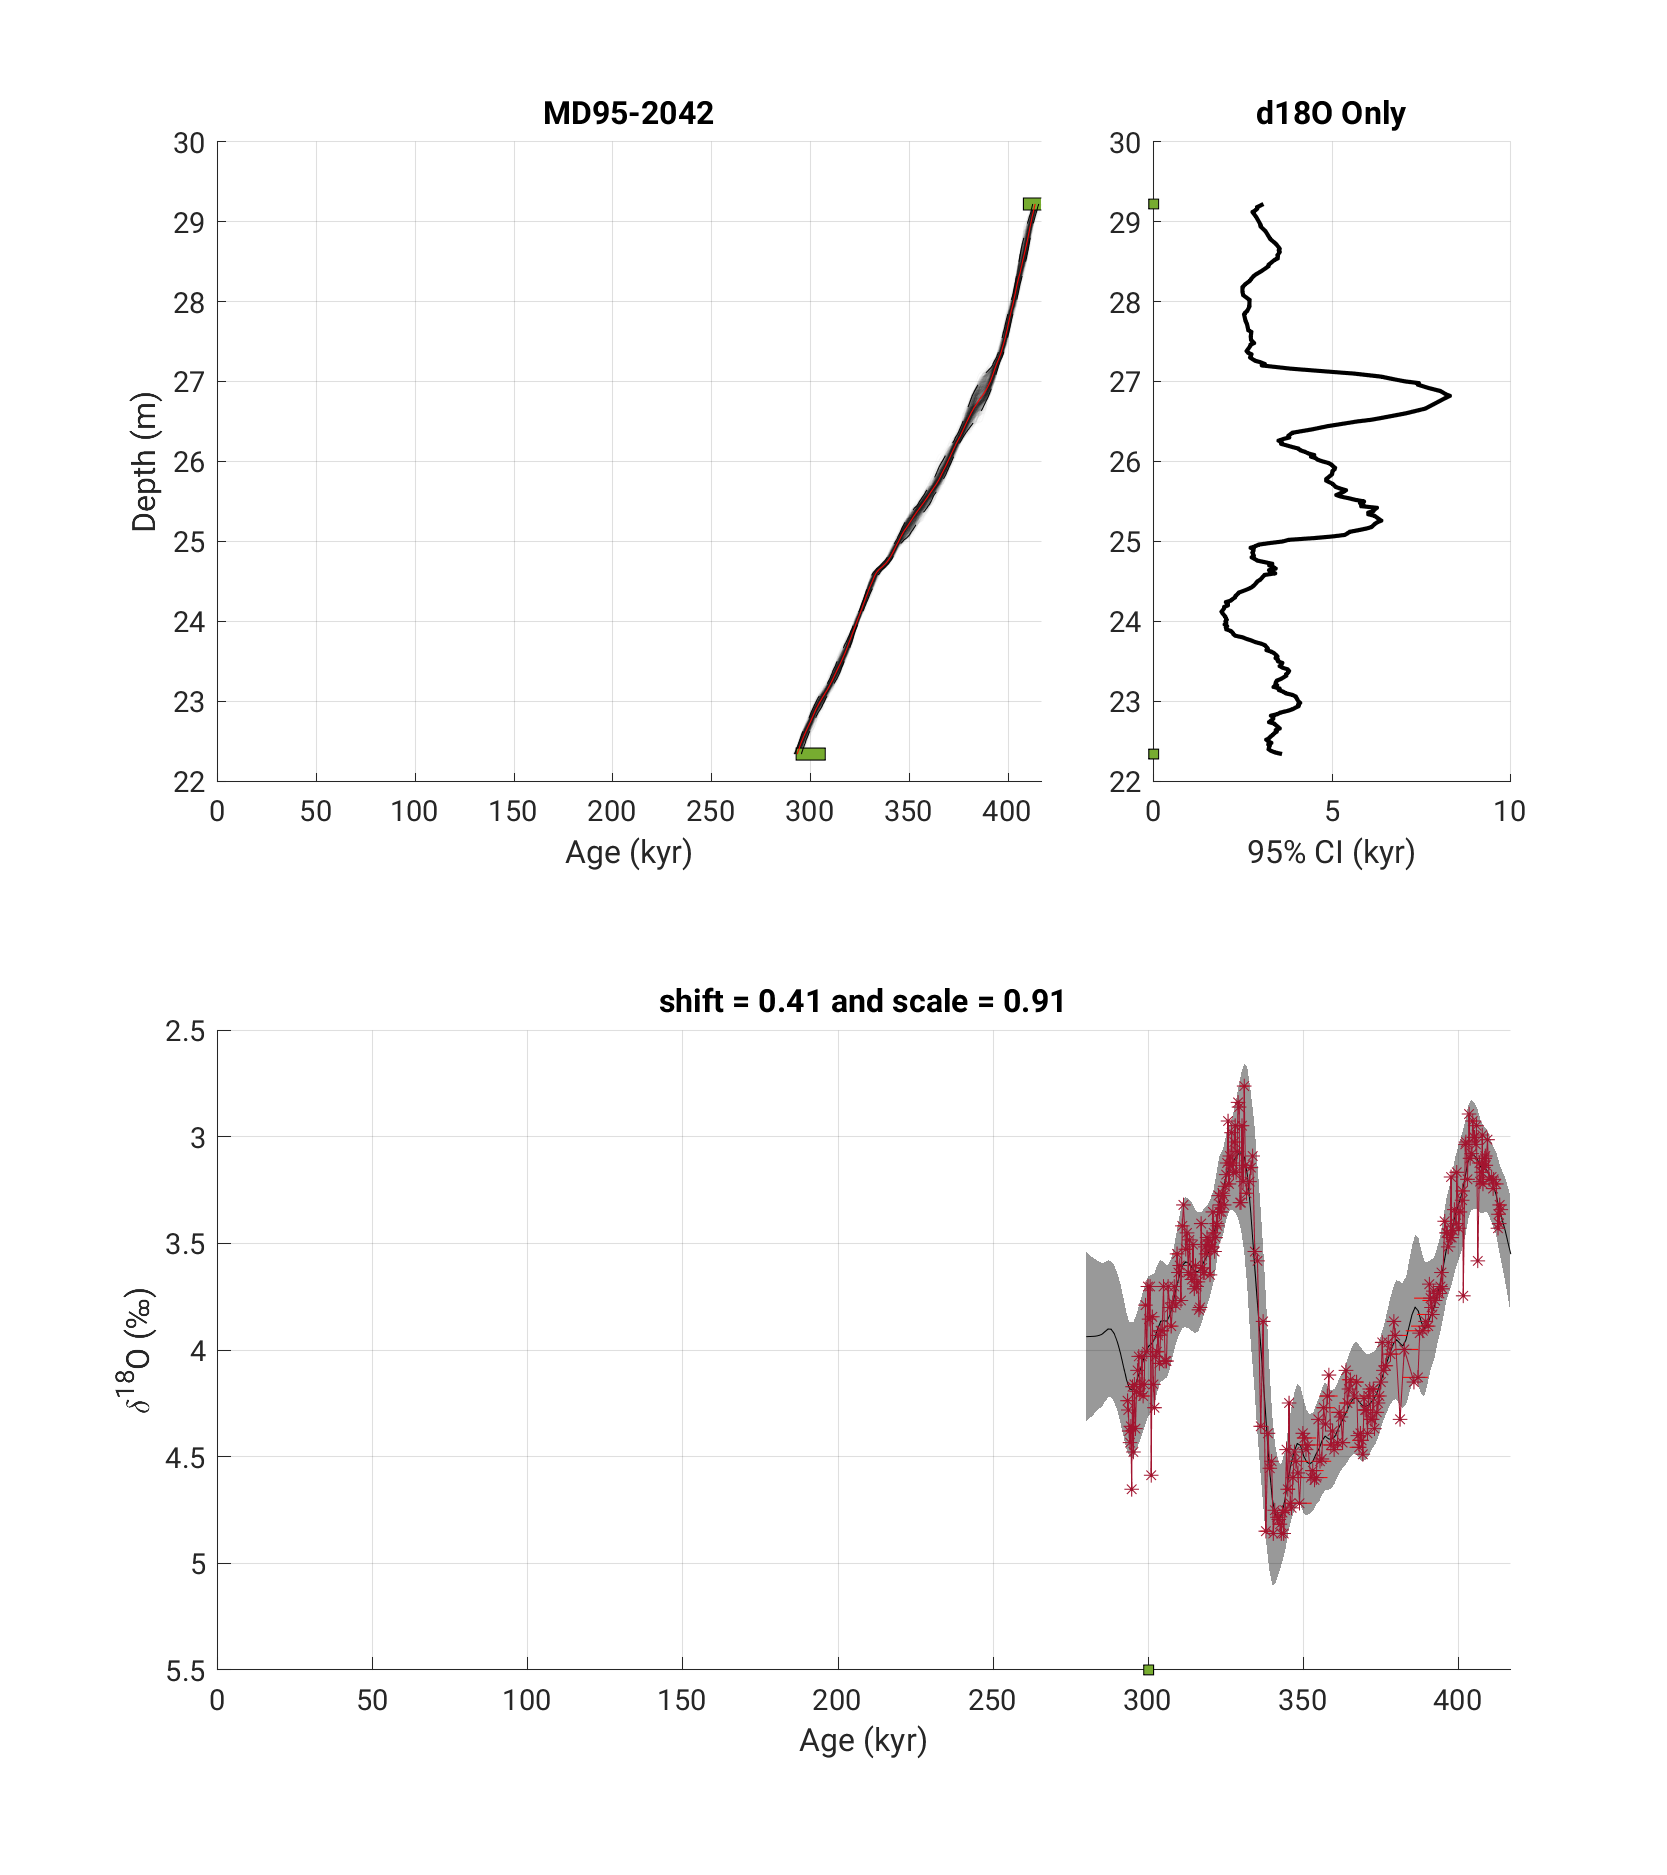 MD95-2042
30
29
28
27
26
25
24
23
22
Depth (m)
0 50 100 150 200 250 300 350 400
Age (kyr)
d18O Only
30
29
28
27
26
25
24
23
22
0 5 10
95% CI (kyr)
shift = 0.41 and scale = 0.91
2.5
3
3.5
4
4.5
5
5.5
δ¹⁸O (‰)
0 50 100 150 200 250 300 350 400
Age (kyr)